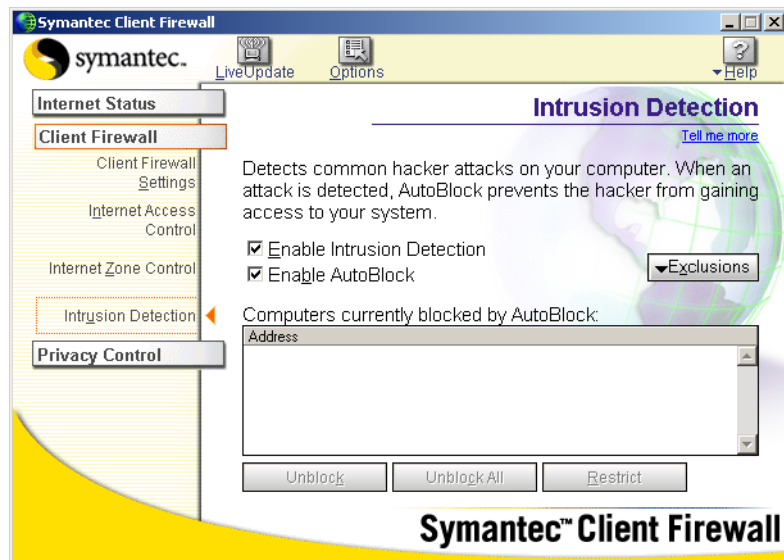 Symantec Client Firewall
symantec.
LiveUpdate
Options
Help
Internet Status
Client Firewall
Client Firewall
Settings
Internet Access
Control
Internet Zone Control
Intrusion Detection
Privacy Control
Intrusion Detection
Tell me more
Detects common hacker attacks on your computer. When an
attack is detected, AutoBlock prevents the hacker from gaining
access to your system.
Enable Intrusion Detection
Enable AutoBlock
Exclusions
Computers currently blocked by AutoBlock:
Address
Unblock
Unblock All
Restrict
Symantec™ Client Firewall